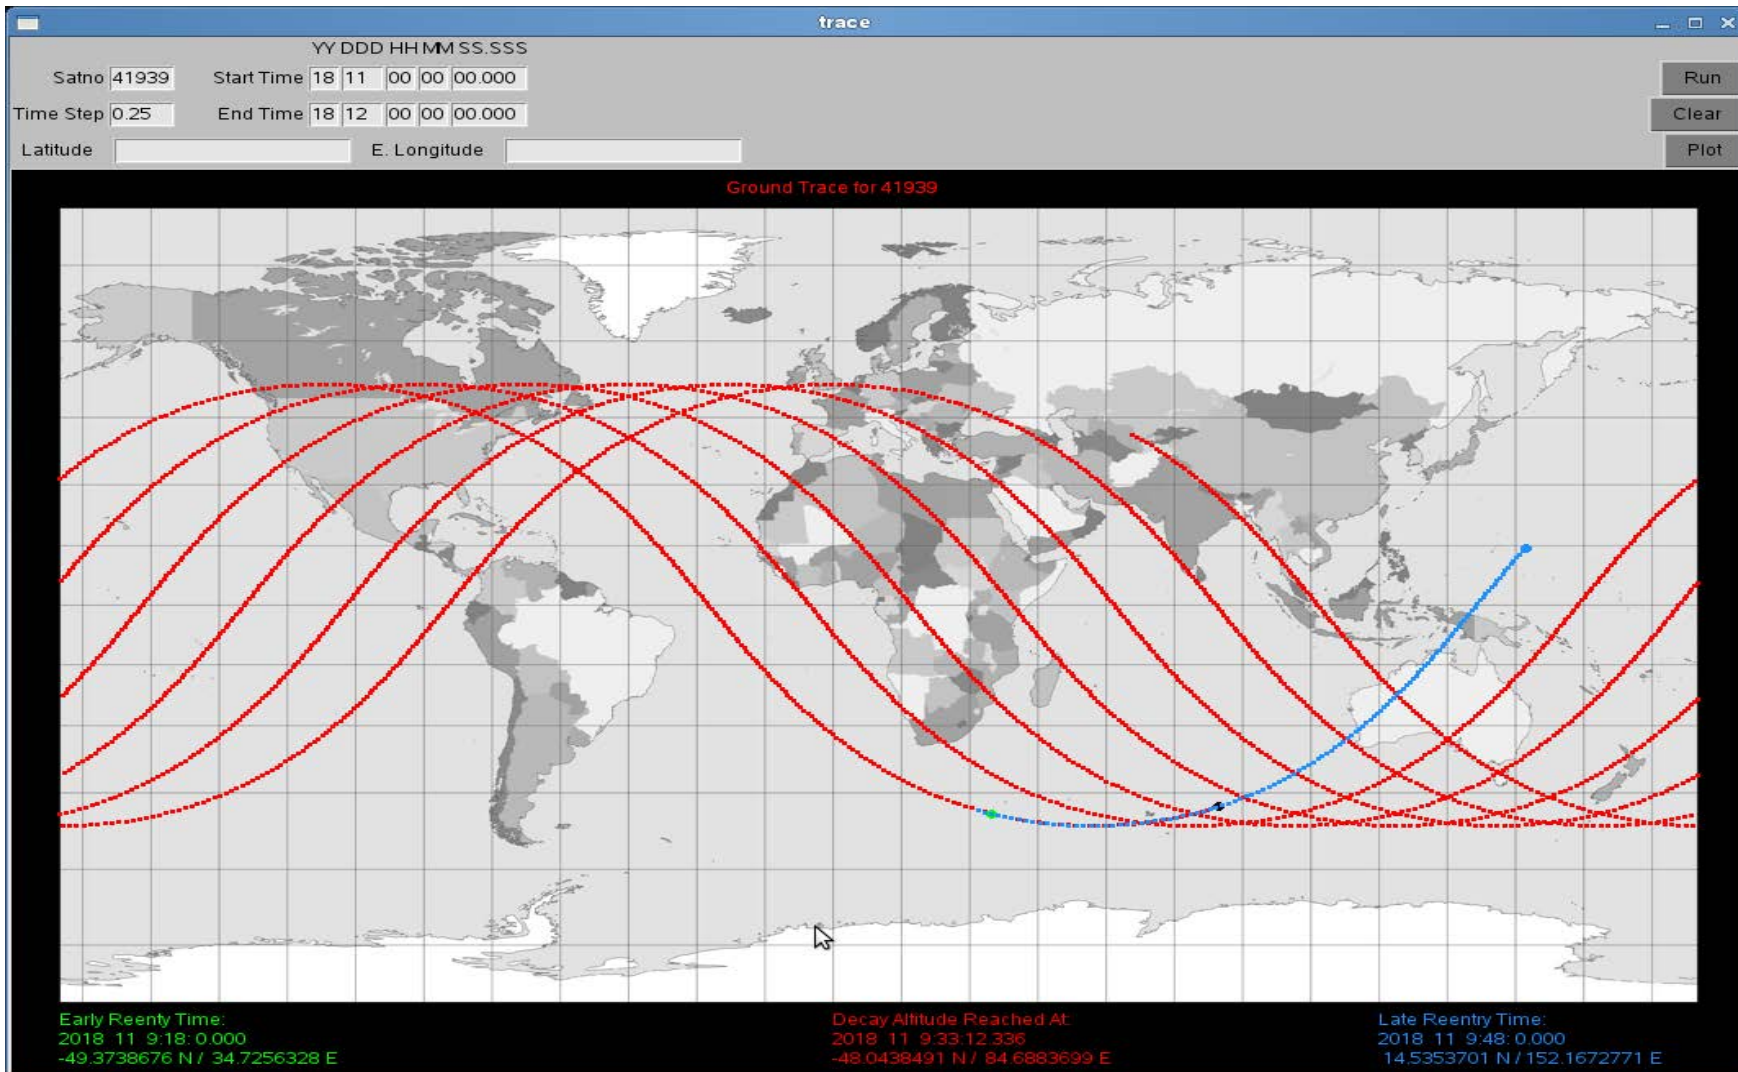 trace
YY DDD HH MM SS.SSS
Satno 41939 Start Time 18 11 00 00 00.000 Run
Time Step 0.25 End Time 18 12 00 00 00.000 Clear
Latitude E. Longitude Plot
Ground Trace for 41939
Early Reenty Time:
2018 11 9:18: 0.000
-49.3738676 N / 34.7256328 E
Decay Altitude Reached At:
2018 11 9:33:12.336
-48.0438491 N / 84.6883699 E
Late Reentry Time:
2018 11 9:48: 0.000
14.5353701 N / 152.1672771 E